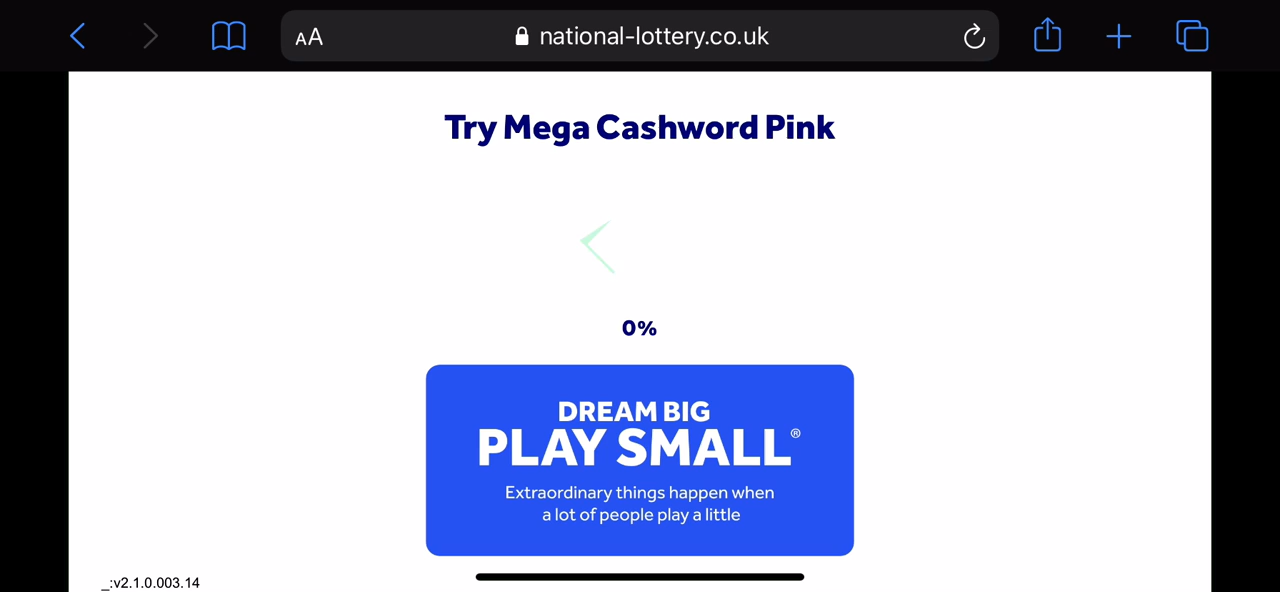 AA
national-lottery.co.uk
Try Mega Cashword Pink
0%
DREAM BIG
PLAY SMALL®
Extraordinary things happen when
a lot of people play a little
_:v2.1.0.003.14